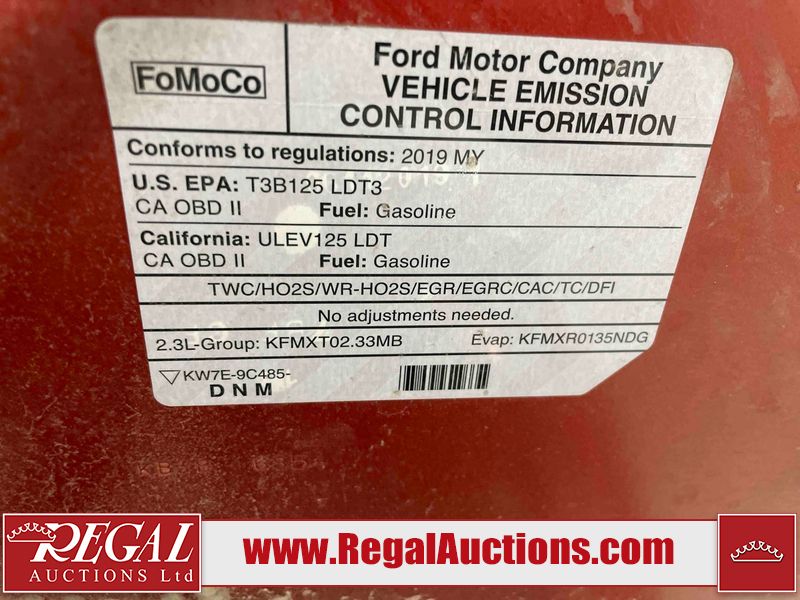 FoMoCo
Ford Motor Company
VEHICLE EMISSION
CONTROL INFORMATION
Conforms to regulations: 2019 MY
U.S. EPA: T3B125 LDT3
CA OBD II Fuel: Gasoline
California: ULEV125 LDT
CA OBD II Fuel: Gasoline
TWC/HO2S/WR-HO2S/EGR/EGRC/CAC/TC/DFI
No adjustments needed.
2.3L-Group: KFMXT02.33MB Evap: KFMXR0135NDG
KW7E-9C485-
DNM
REGAL
AUCTIONS Ltd
www.RegalAuctions.com